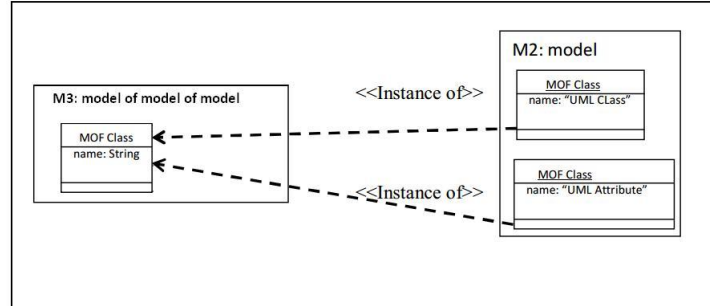 M3: model of model of model
MOF Class
name: String
<<Instance of>>
<<Instance of>>
M2: model
MOF Class
name: “UML CLass”
MOF Class
name: “UML Attribute”